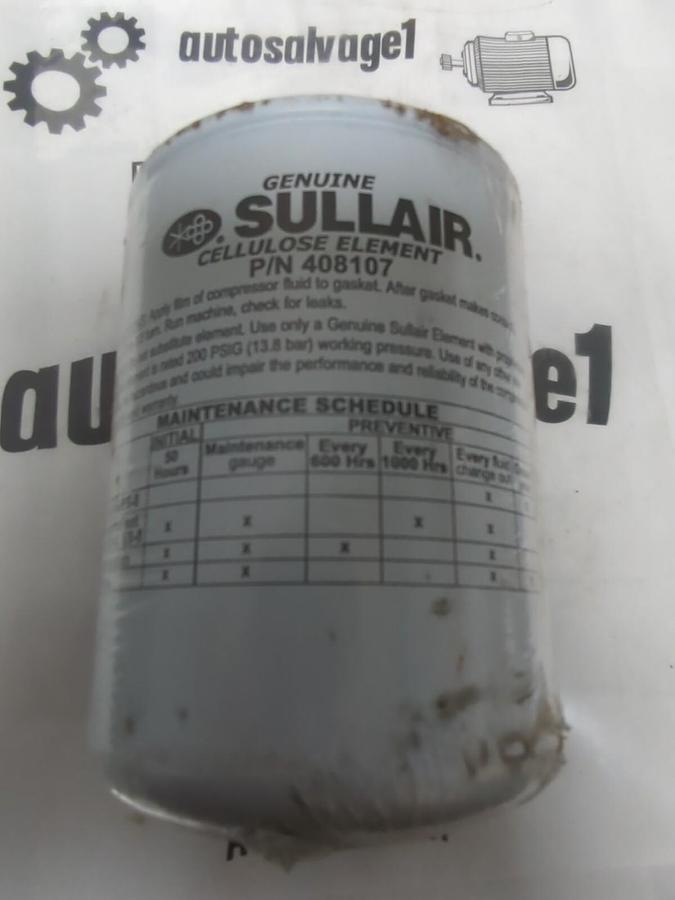 autosalvage1
GENUINE
SULLAIR.
CELLULOSE ELEMENT
P/N 408107
Apply film of compressor fluid to gasket. After gasket makes
turn. Run machine, check for leaks.
substitute element. Use only a Genuine Sullair Element with
is rated 200 PSIG (13.8 bar) working pressure. Use of any
and could impair the performance and reliability of the
warranty.
au e1
MAINTENANCE SCHEDULE
INITIAL PREVENTIVE
50 Hours Maintenance gauge Every 600 Hrs Every 1000 Hrs Every fluid change out
x
x x x x
x x x x
x x x